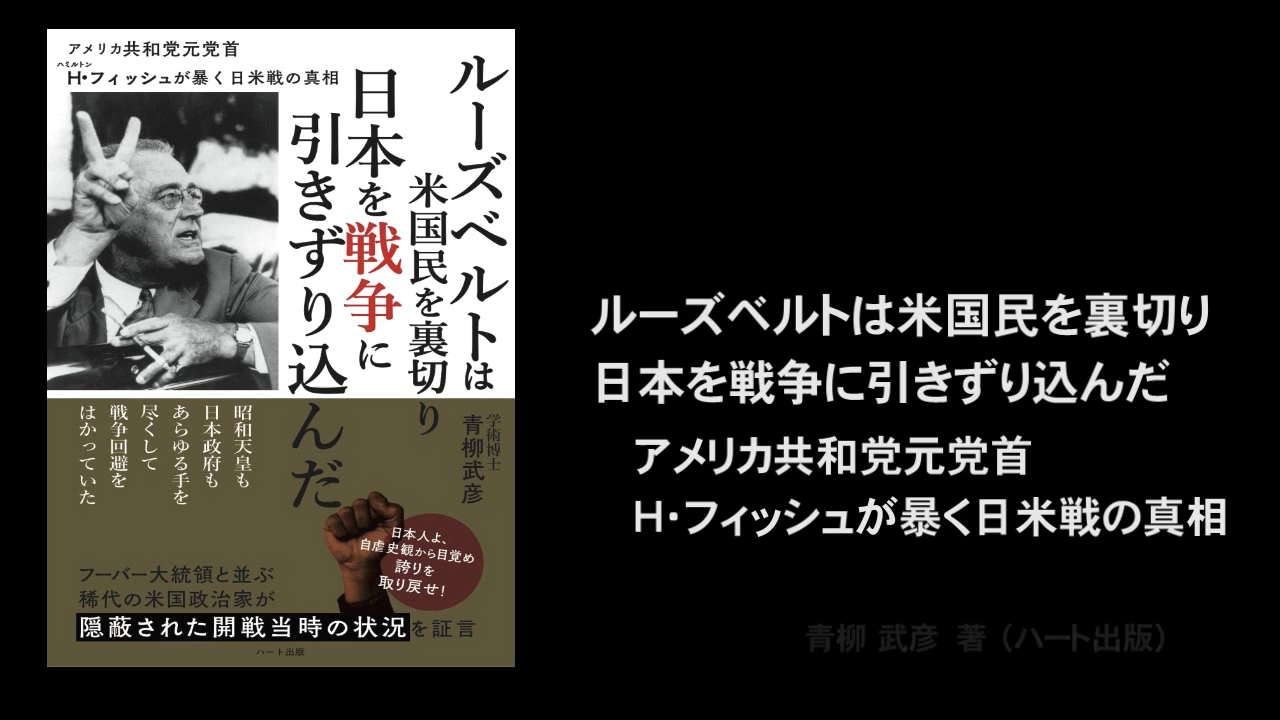 アメリカ共和党元党首
ハミルトン
H・フィッシュが暴く日米戦の真相
ルーズベルトは
米国民を裏切り
日本を戦争に
引きずり込んだ
学術博士
青柳武彦
昭和天皇も
日本政府も
あらゆる手を
尽くして
戦争回避を
はかっていた
日本人よ、
自虐史観から目覚め
誇りを
取り戻せ!
フーバー大統領と並ぶ
稀代の米国政治家が
隠蔽された開戦当時の状況を証言
ハート出版
ルーズベルトは米国民を裏切り
日本を戦争に引きずり込んだ
アメリカ共和党元党首
H・フィッシュが暴く日米戦の真相
青柳 武彦 著（ハート出版）